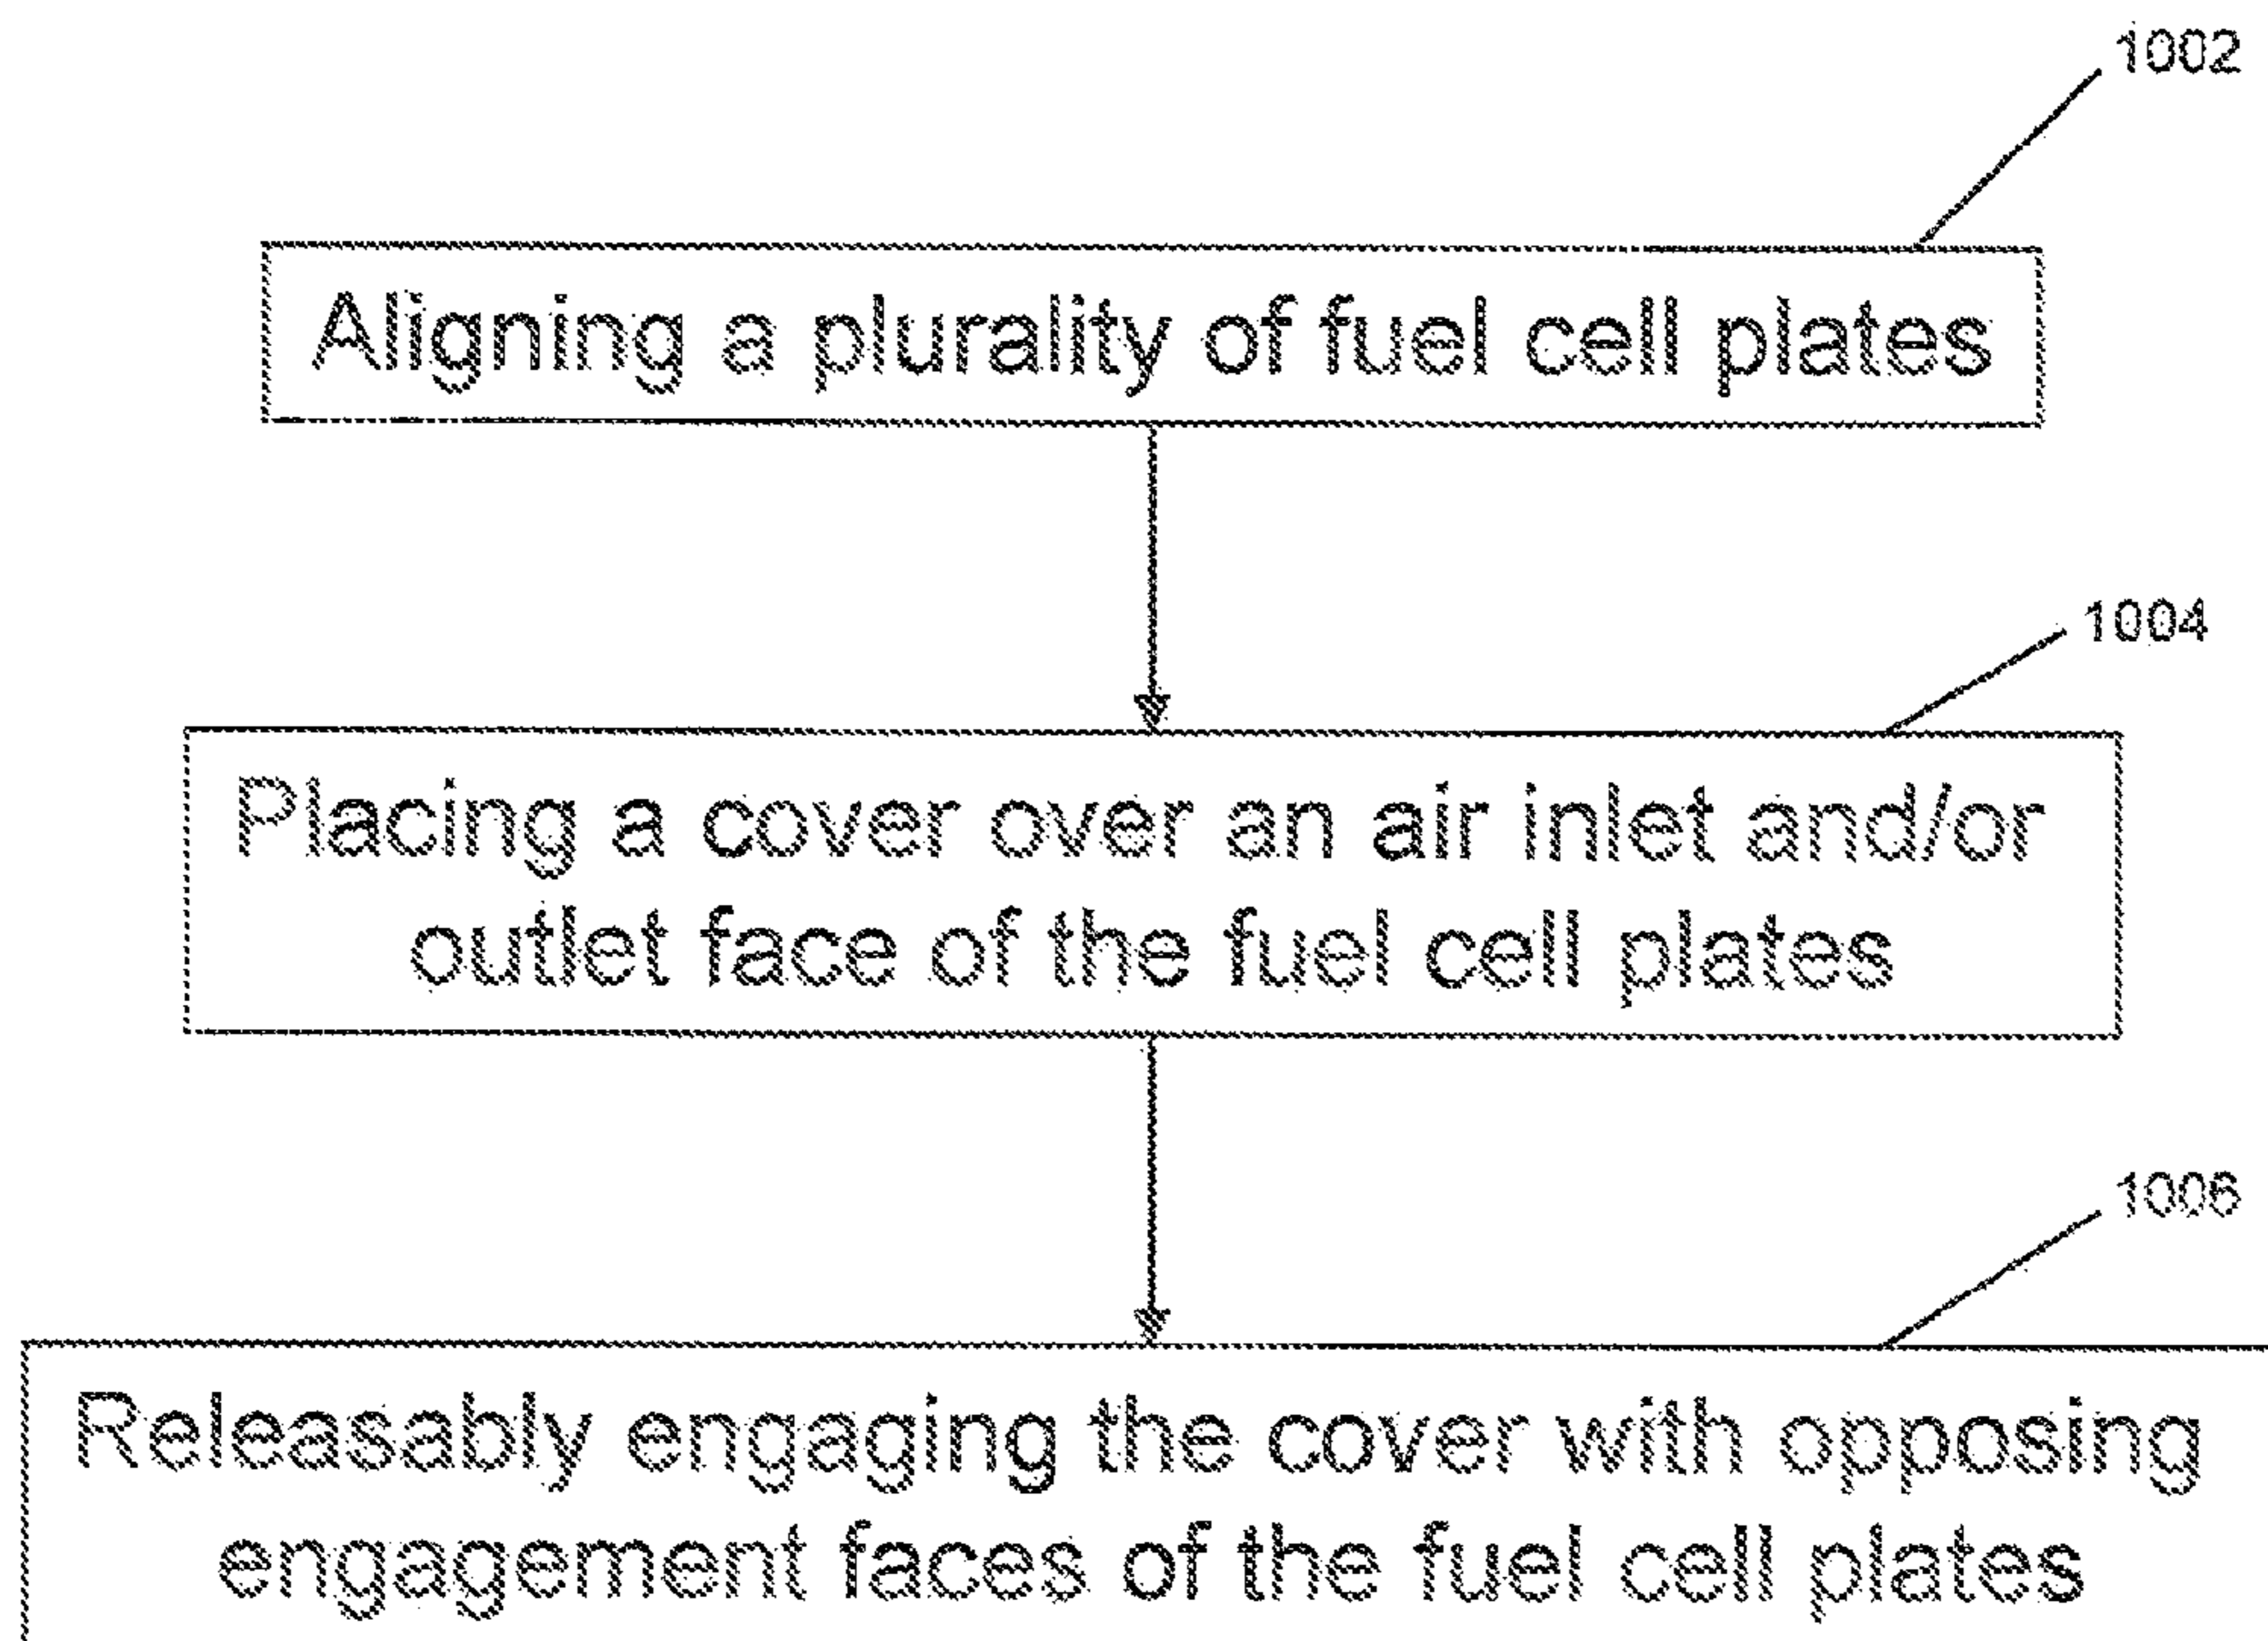 1002
Aligning a plurality of fuel cell plates
1004
Placing a cover over an air inlet and/or
outlet face of the fuel cell plates
1006
Releasably engaging the cover with opposing
engagement faces of the fuel cell plates